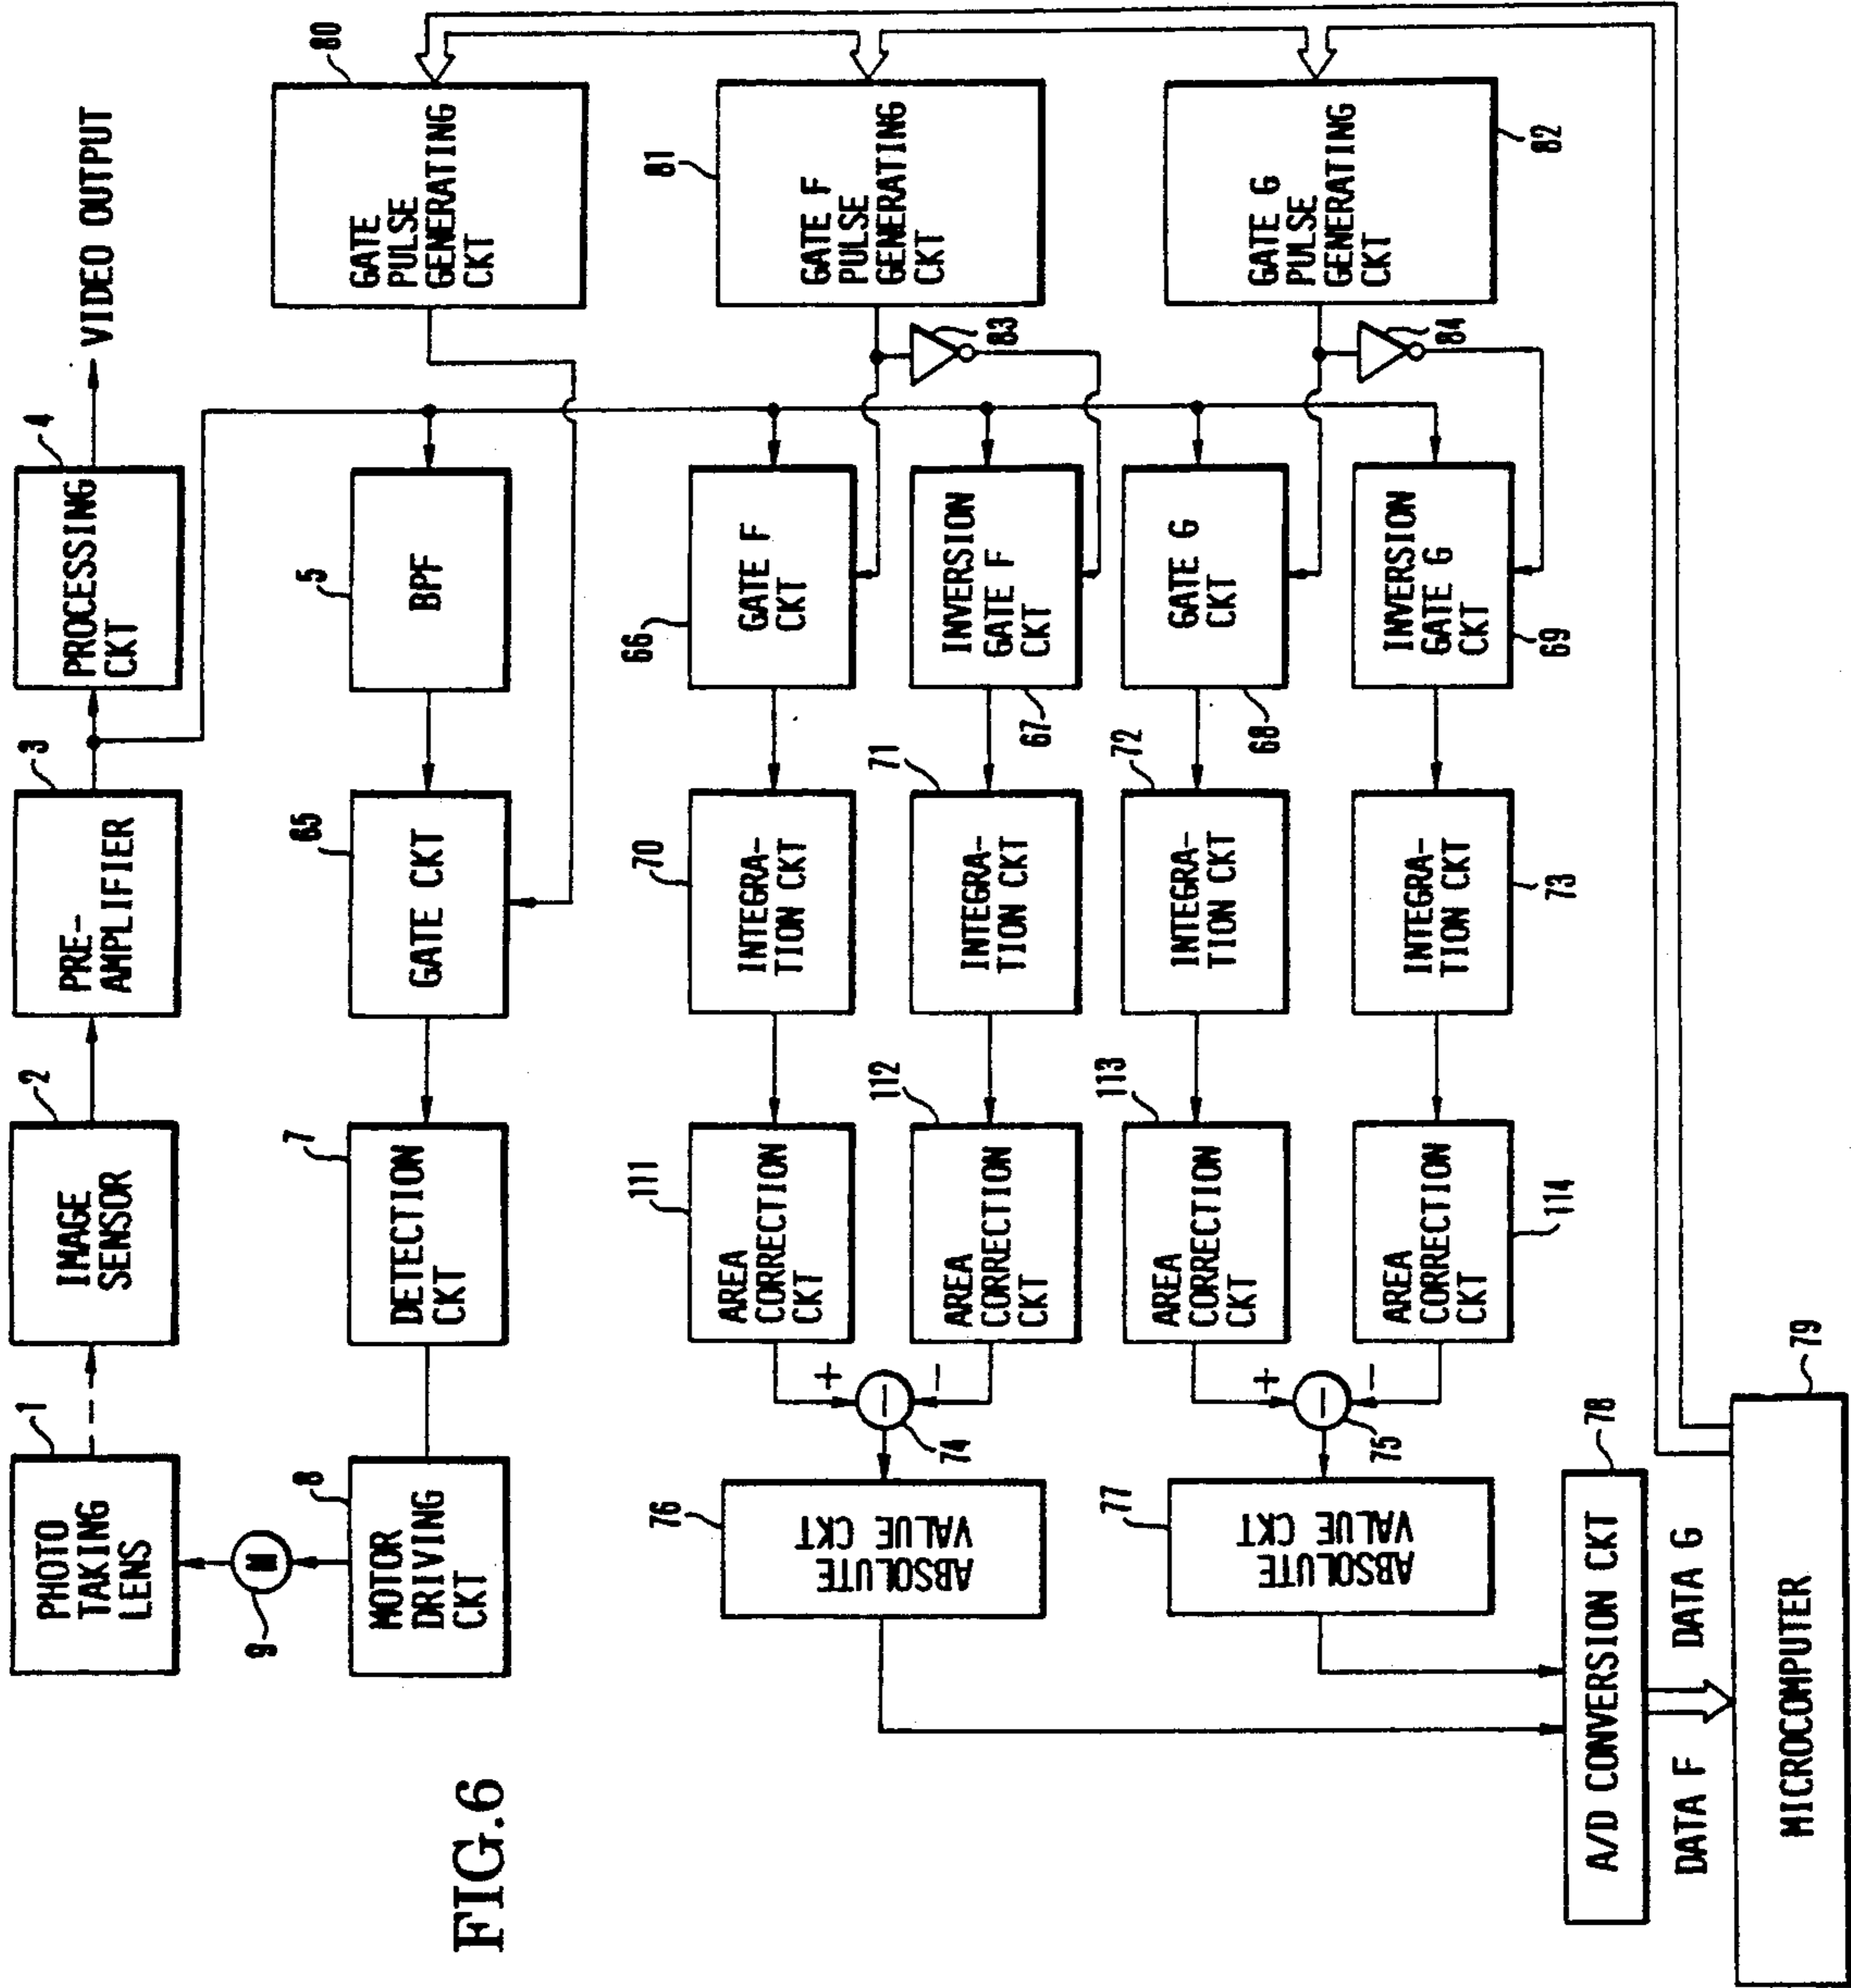 FIG.6
1
PHOTO
TAKING
LENS
2
IMAGE
SENSOR
3
PRE-
AMPLIFIER
4
PROCESSING
CKT
VIDEO OUTPUT
9
M
8
MOTOR
DRIVING
CKT
7
DETECTION
CKT
65
GATE CKT
5
BPF
80
GATE
PULSE
GENERATING
CKT
76
ABSOLUTE
VALUE CKT
74
+
−
−
111
AREA
CORRECTION
CKT
70
INTEGRA-
TION CKT
66
GATE F
CKT
81
GATE F
PULSE
GENERATING
CKT
83
112
AREA
CORRECTION
CKT
71
INTEGRA-
TION CKT
67
INVERSION
GATE F
CKT
77
ABSOLUTE
VALUE CKT
75
+
−
−
113
AREA
CORRECTION
CKT
72
INTEGRA-
TION CKT
68
GATE G
CKT
82
GATE G
PULSE
GENERATING
CKT
84
114
AREA
CORRECTION
CKT
73
INTEGRA-
TION CKT
69
INVERSION
GATE G
CKT
78
A/D CONVERSION CKT
DATA F
DATA G
79
MICROCOMPUTER